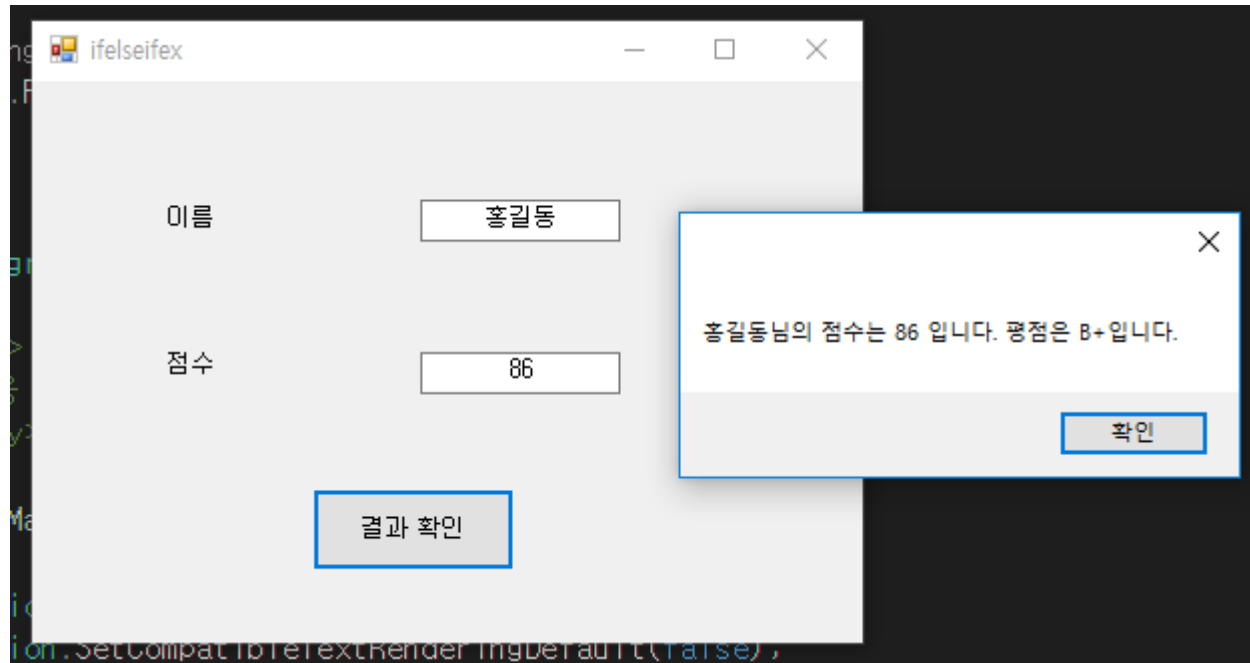 ifelseifex
이름
홍길동
점수
86
결과 확인
홍길동님의 점수는 86 입니다. 평점은 B+입니다.
확인
ion.SetCompatibleTextRenderingDefault(false);